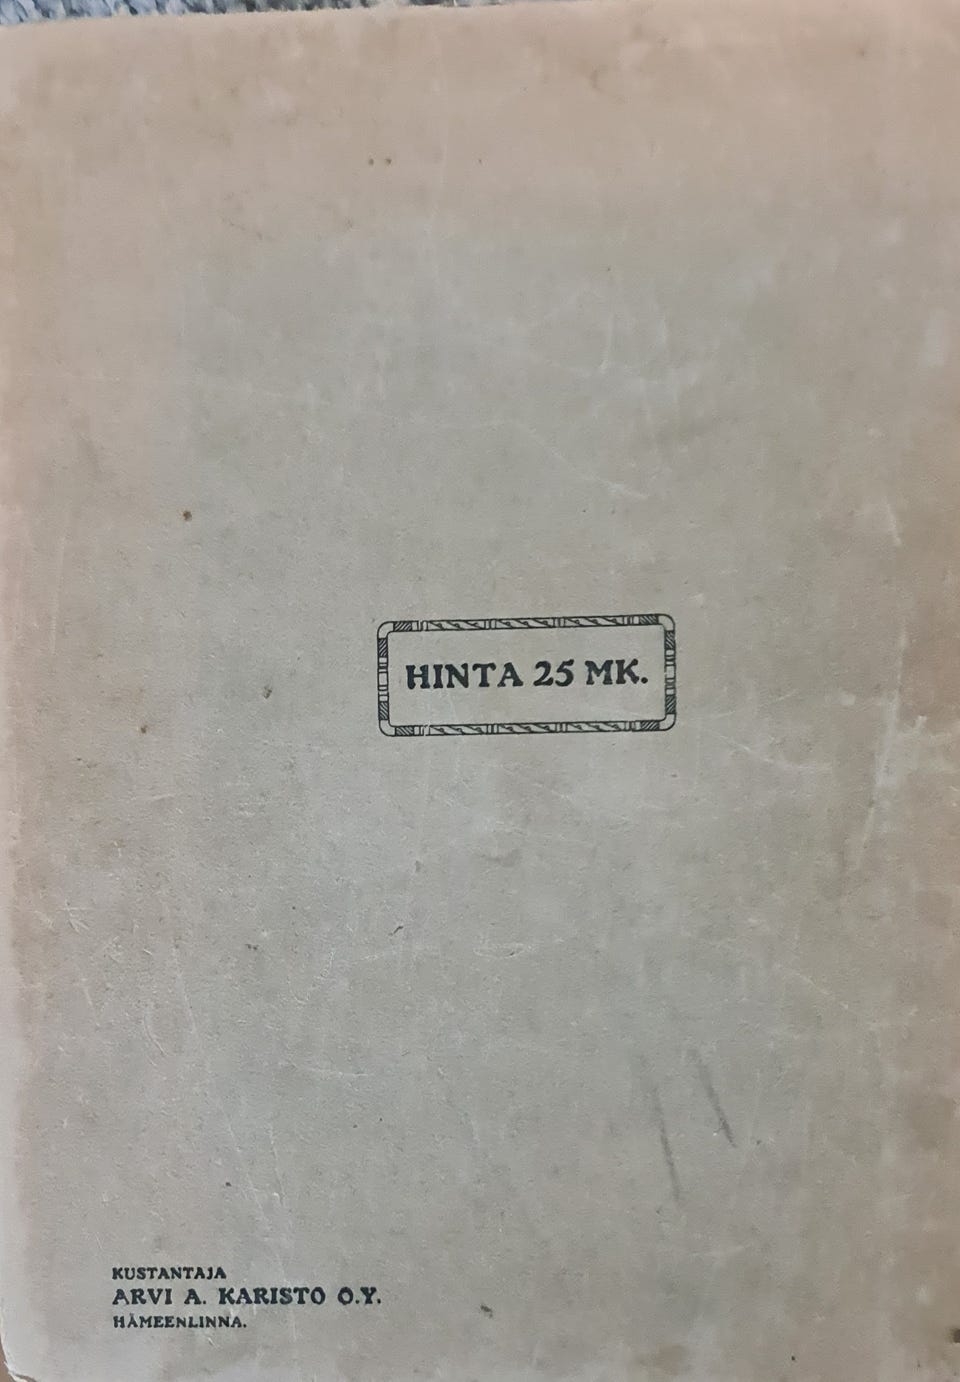 HINTA 25 MK.
KUSTANTAJA
ARVI A. KARISTO O.Y.
HÄMEENLINNA.